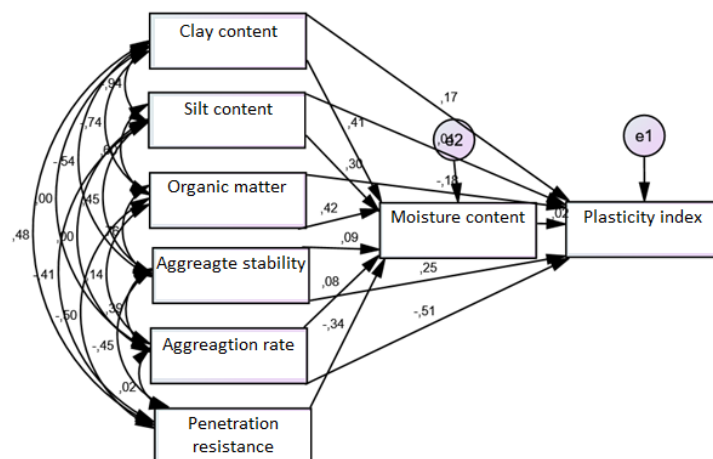 Clay content
,17
,94
Silt content
,41
e1
-,74
,30
-,54
-,18
Organic matter
,00
,45
,42
Moisture content
,02
Plasticity index
,48
,00
,09
Aggreagte stability
,25
-,41
,14
,08
-,51
,39
-,34
-,50
Aggreagtion rate
-,45
,02
Penetration
resistance